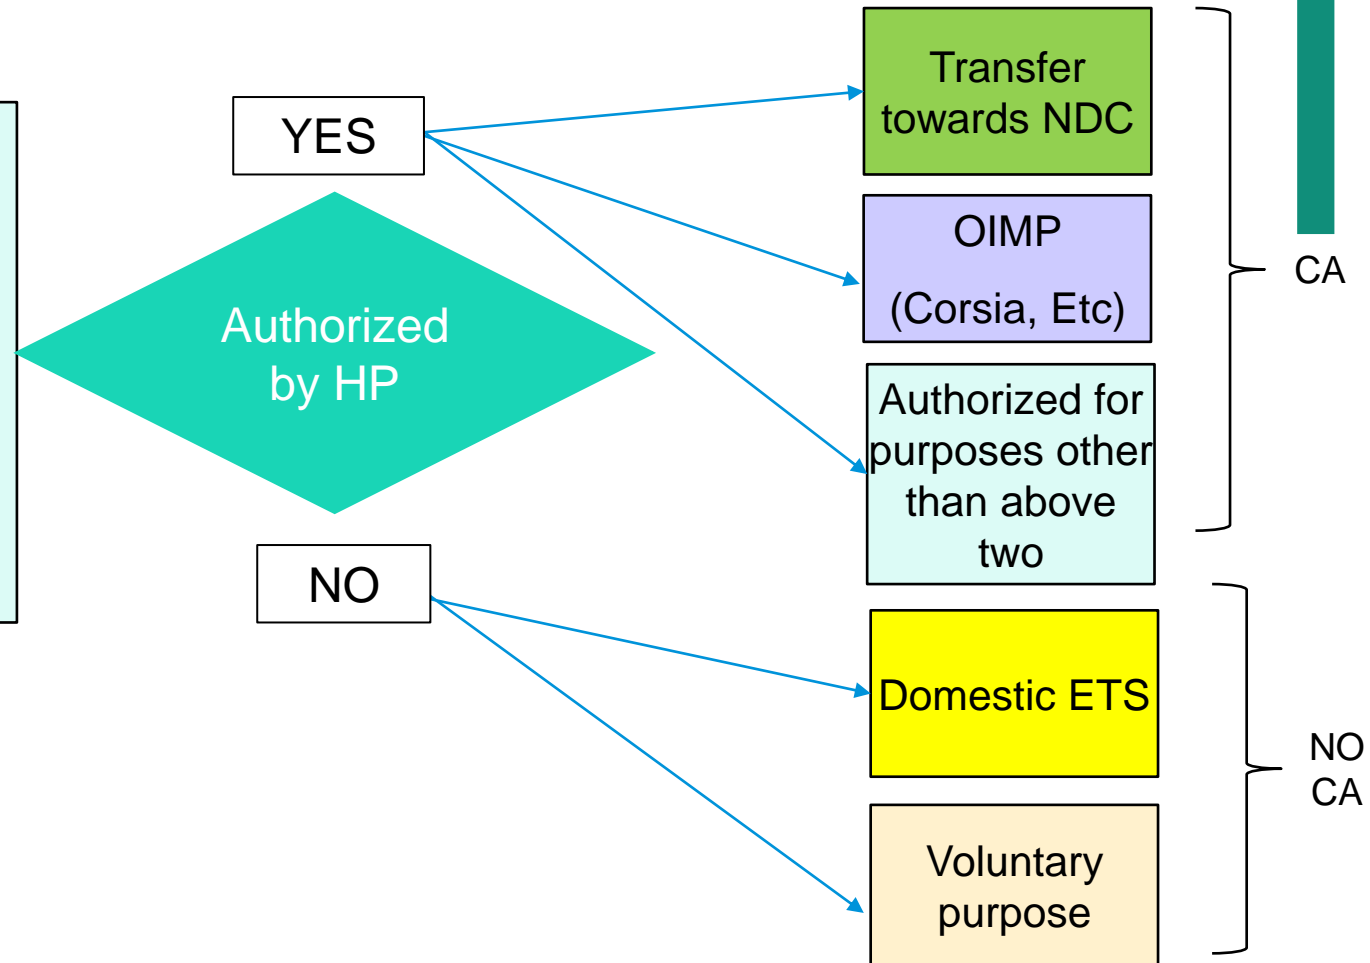 YES
Authorized
by HP
NO
Transfer
towards NDC
OIMP
(Corsia, Etc)
Authorized for
purposes other
than above
two
Domestic ETS
Voluntary
purpose
CA
NO
CA